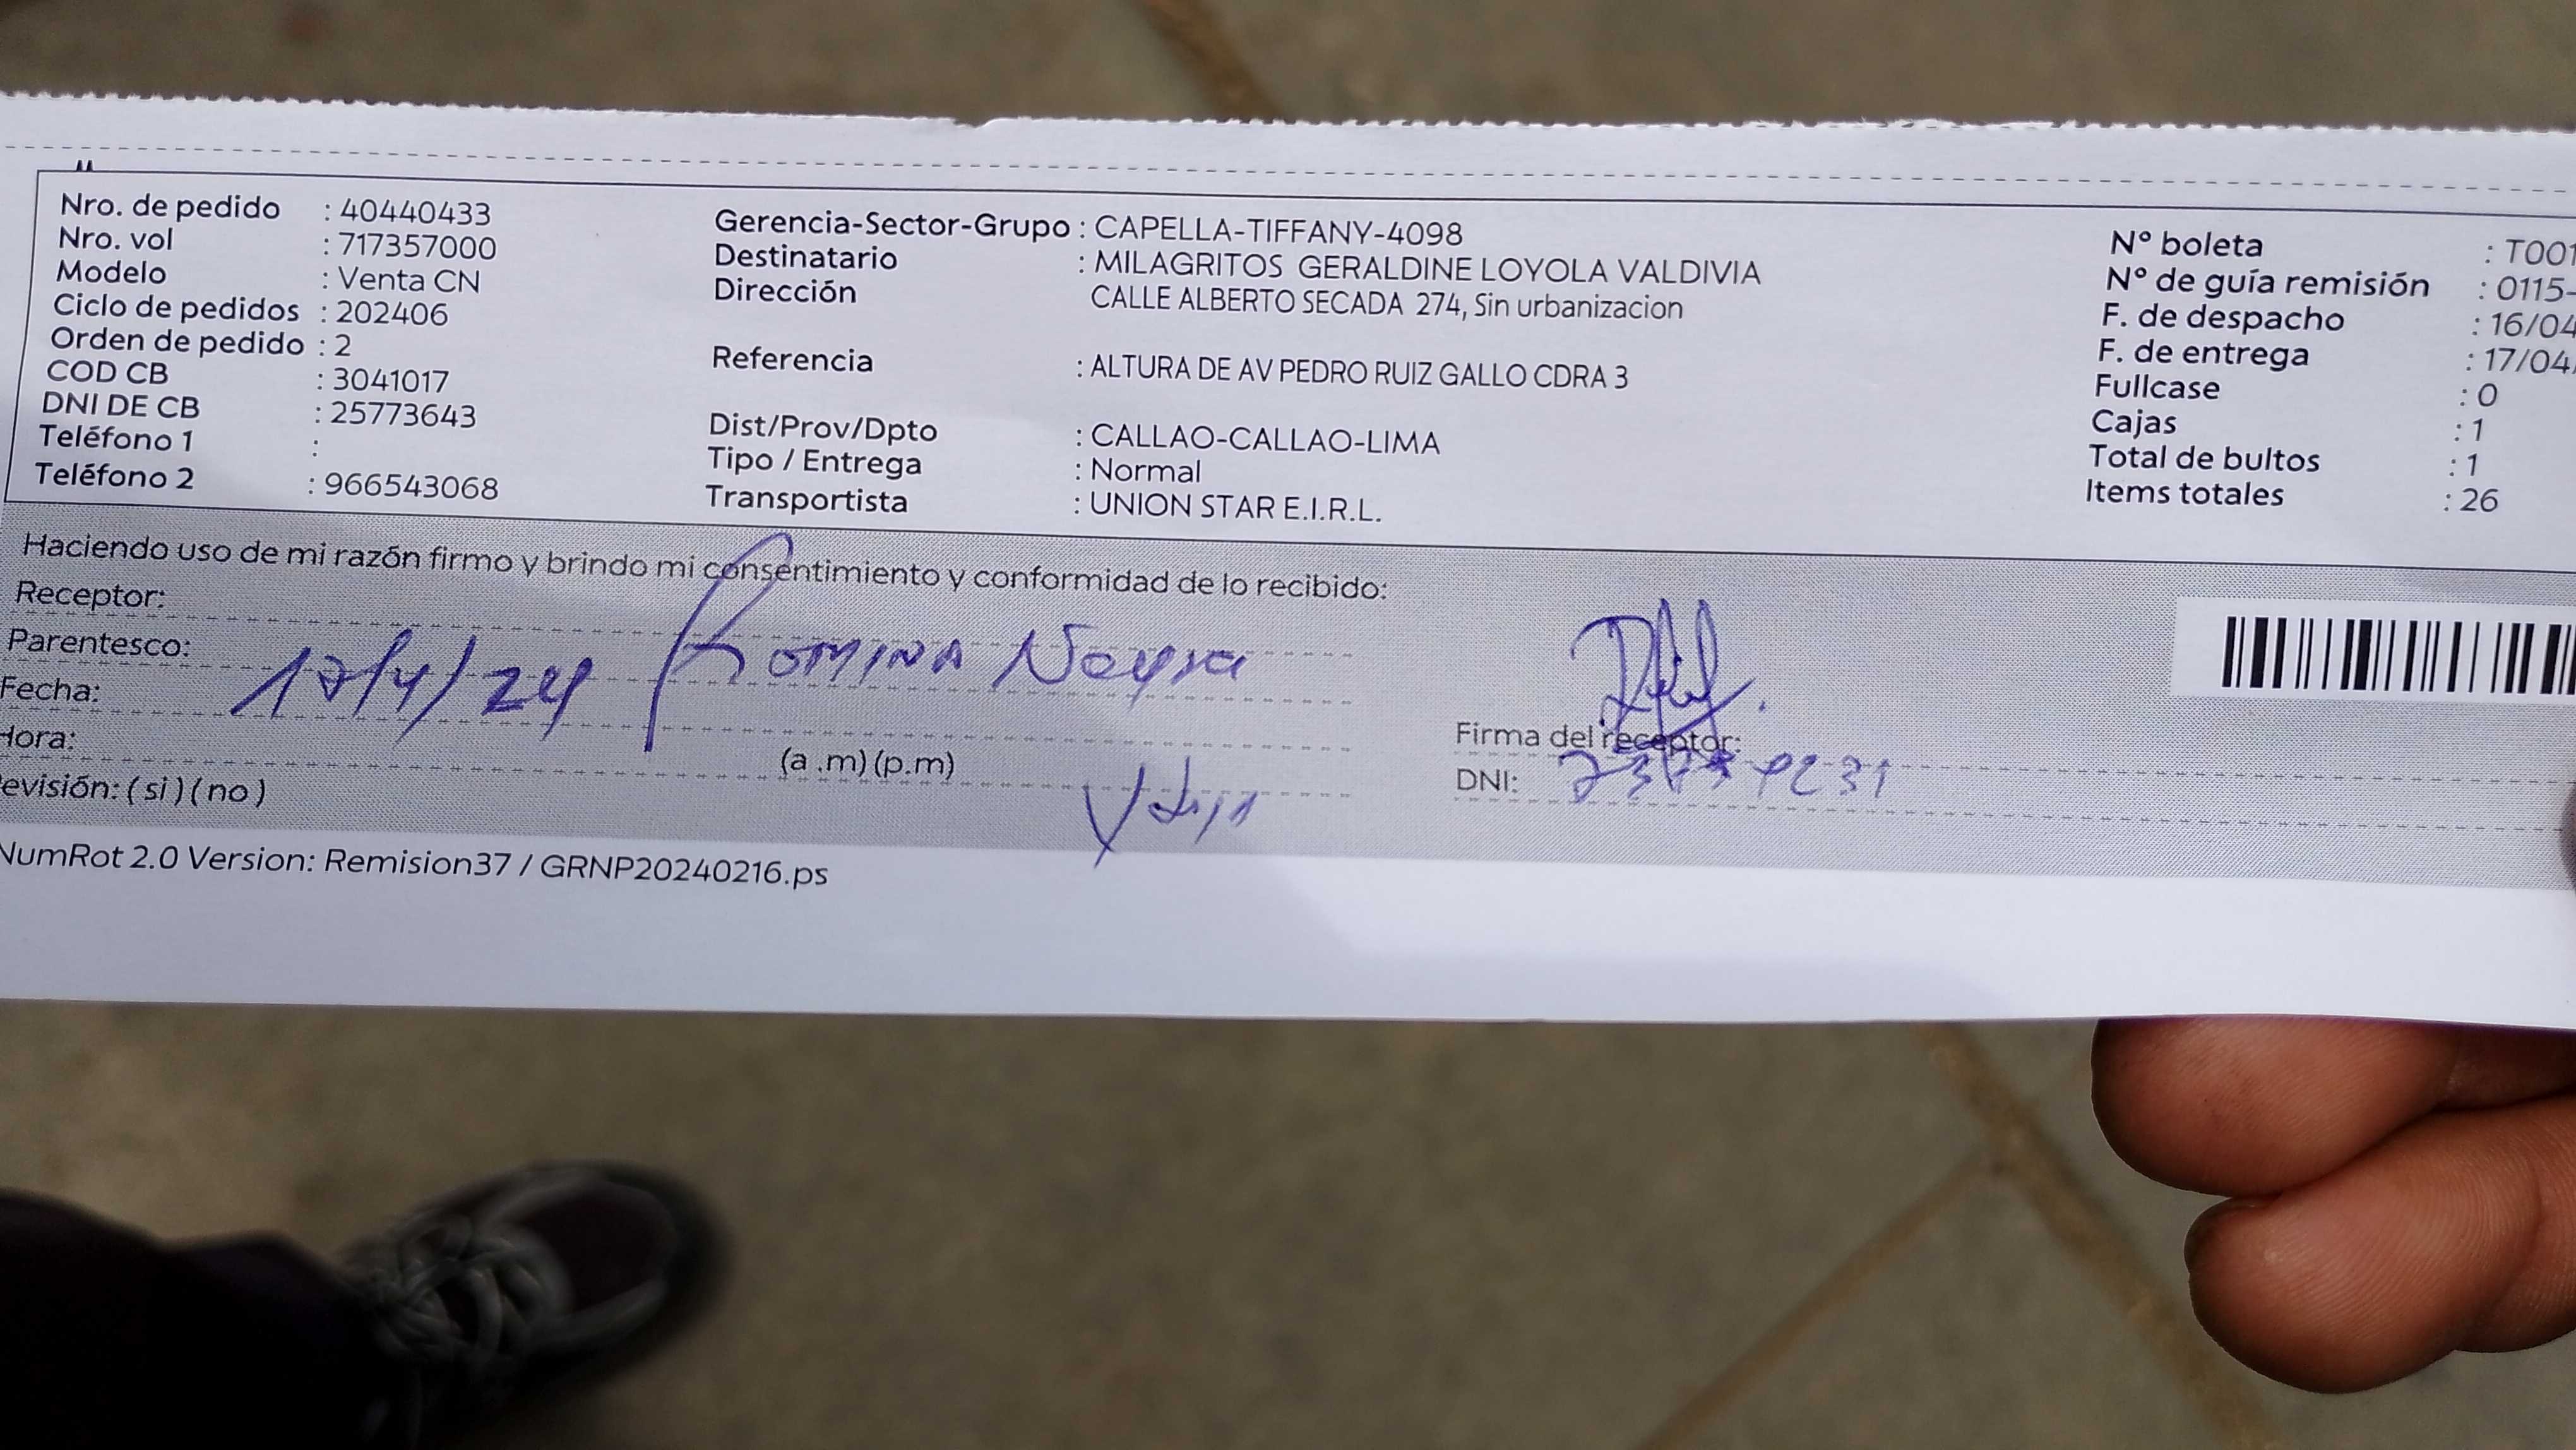 Nro. de pedido : 40440433
Nro. vol : 717357000
Modelo : Venta CN
Ciclo de pedidos : 202406
Orden de pedido : 2
COD CB : 3041017
DNI DE CB : 25773643
Teléfono 1 :
Teléfono 2 : 966543068
Gerencia-Sector-Grupo : CAPELLA-TIFFANY-4098
Destinatario : MILAGRITOS GERALDINE LOYOLA VALDIVIA
Dirección CALLE ALBERTO SECADA 274, Sin urbanizacion
Referencia : ALTURA DE AV PEDRO RUIZ GALLO CDRA 3
Dist/Prov/Dpto : CALLAO-CALLAO-LIMA
Tipo / Entrega : Normal
Transportista : UNION STAR E.I.R.L.
N° boleta : T001
N° de guía remisión : 0115-
F. de despacho : 16/04
F. de entrega : 17/04/
Fullcase : 0
Cajas : 1
Total de bultos : 1
Items totales : 26
Haciendo uso de mi razón firmo y brindo mi consentimiento y conformidad de lo recibido:
Receptor:
Parentesco: Romina Neyra
Fecha: 17/4/24
Hora: (a .m) (p.m)
evisión: ( si ) ( no )
Firma del receptor:
DNI:
NumRot 2.0 Version: Remision37 / GRNP20240216.ps